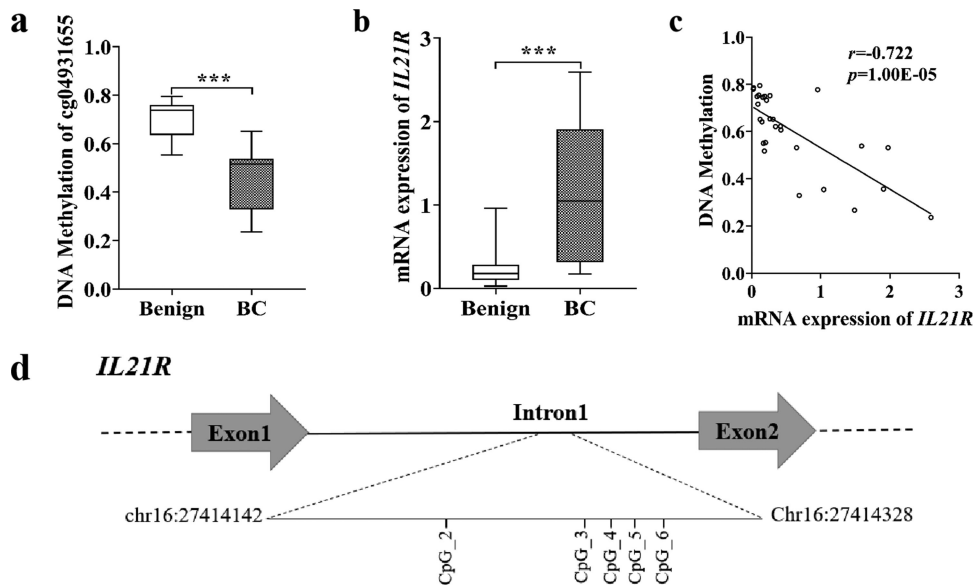 a
DNA Methylation of cg04931655
1.0
0.8
0.6
0.4
0.2
0.0
***
Benign
BC
b
mRNA expression of IL21R
3
2
1
0
***
Benign
BC
c
DNA Methylation
1.0
0.8
0.6
0.4
0.2
0.0
r=-0.722
p=1.00E-05
0
1
2
3
mRNA expression of IL21R
d
IL21R
Exon1
Intron1
Exon2
chr16:27414142
Chr16:27414328
CpG_2
CpG_3
CpG_4
CpG_5
CpG_6